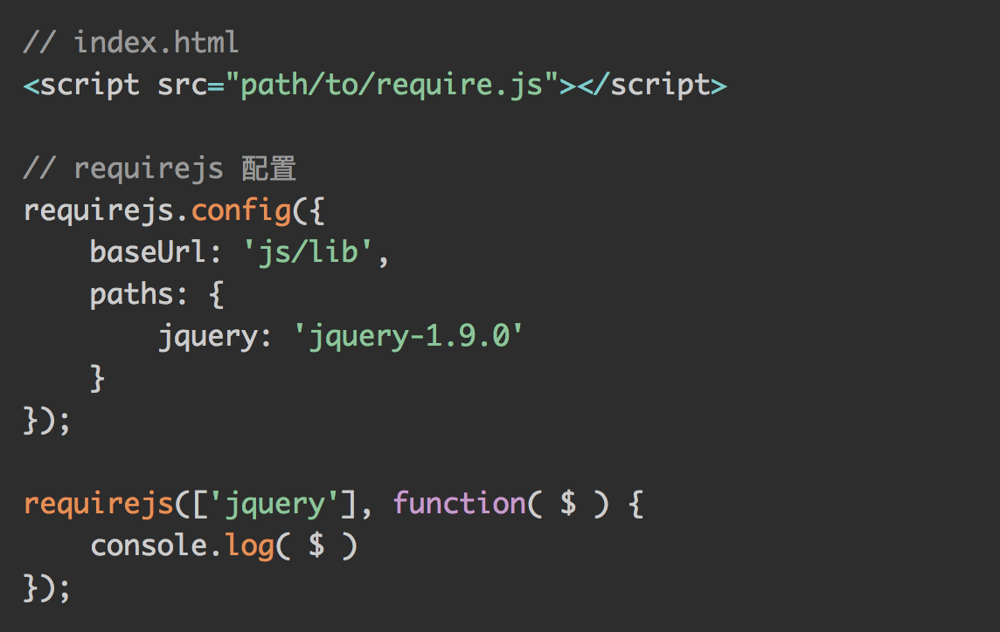 // index.html
<script src="path/to/require.js"></script>
// requirejs 配置
requirejs.config({
    baseUrl: 'js/lib',
    paths: {
        jquery: 'jquery-1.9.0'
    }
});
requirejs(['jquery'], function( $ ) {
    console.log( $ )
});